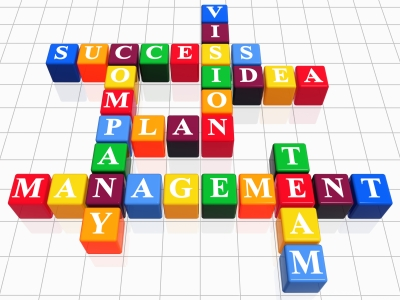 VISION
SUCCESS
COMPANY
IDEA
PLAN
MANAGEMENT
TEAM